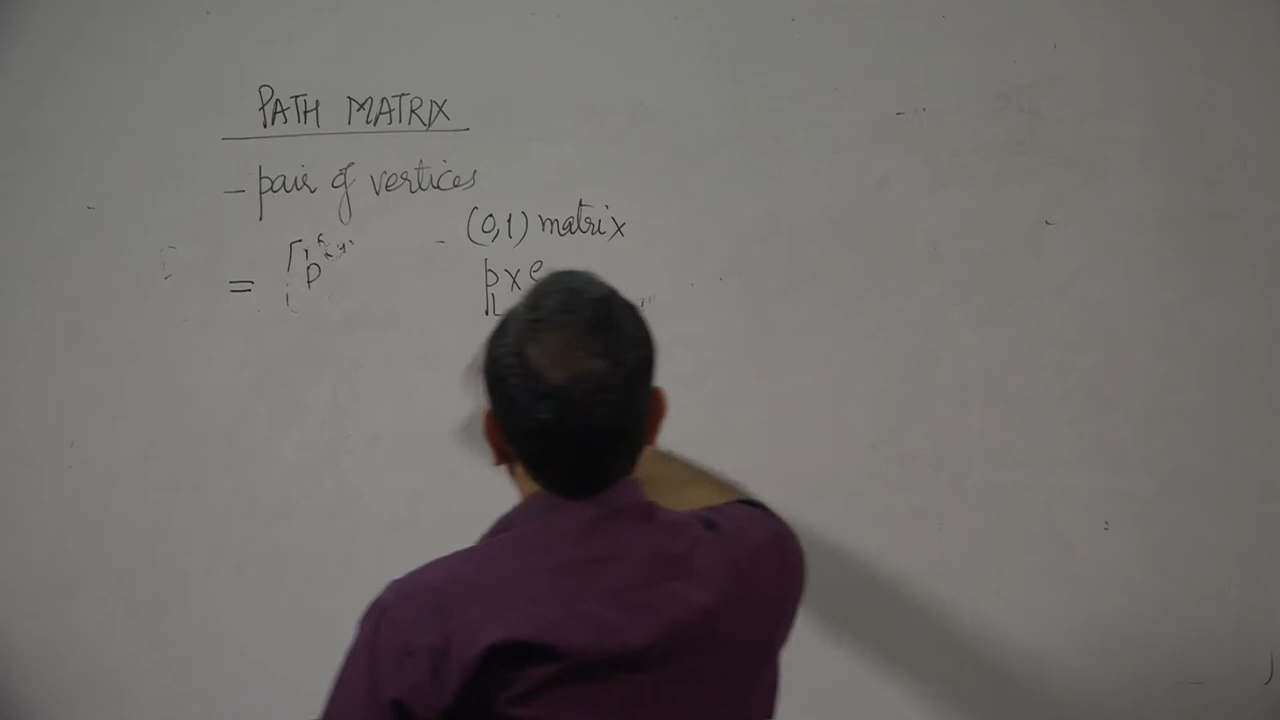 PATH MATRIX
- pair of vertices
- (0,1) matrix
= p
p x e